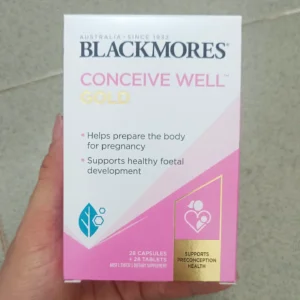 AUSTRALIA SINCE 1932
BLACKMORES®
CONCEIVE WELL™
GOLD
• Helps prepare the body
for pregnancy
• Supports healthy foetal
development
28 CAPSULES
+ 28 TABLETS
SUPPORTS
PRECONCEPTION
HEALTH